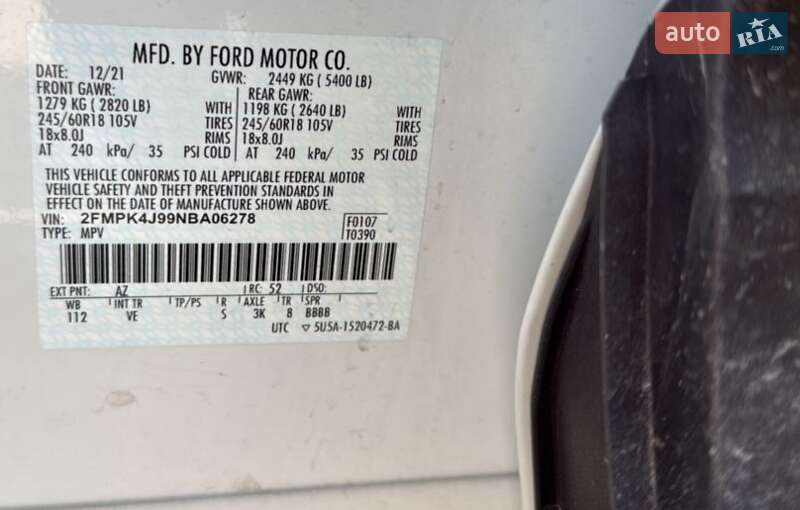 MFD. BY FORD MOTOR CO.
DATE: 12/21 GVWR: 2449 KG ( 5400 LB)
FRONT GAWR: REAR GAWR:
1279 KG ( 2820 LB) WITH 1198 KG ( 2640 LB) WITH
245/60R18 105V TIRES 245/60R18 105V TIRES
18x8.0J RIMS 18x8.0J RIMS
AT 240 kPa/ 35 PSI COLD AT 240 kPa/ 35 PSI COLD
THIS VEHICLE CONFORMS TO ALL APPLICABLE FEDERAL MOTOR
VEHICLE SAFETY AND THEFT PREVENTION STANDARDS IN
EFFECT ON THE DATE OF MANUFACTURE SHOWN ABOVE.
VIN: 2FMPK4J99NBA06278 F0107
TYPE: MPV T0390
EXT PNT: AZ RC: 52 DSO:
WB INT TR TP/PS R AXLE TR SPR
112 VE S 3K 8 BBBB
UTC ▽ 5U5A-1520472-BA
auto RIA